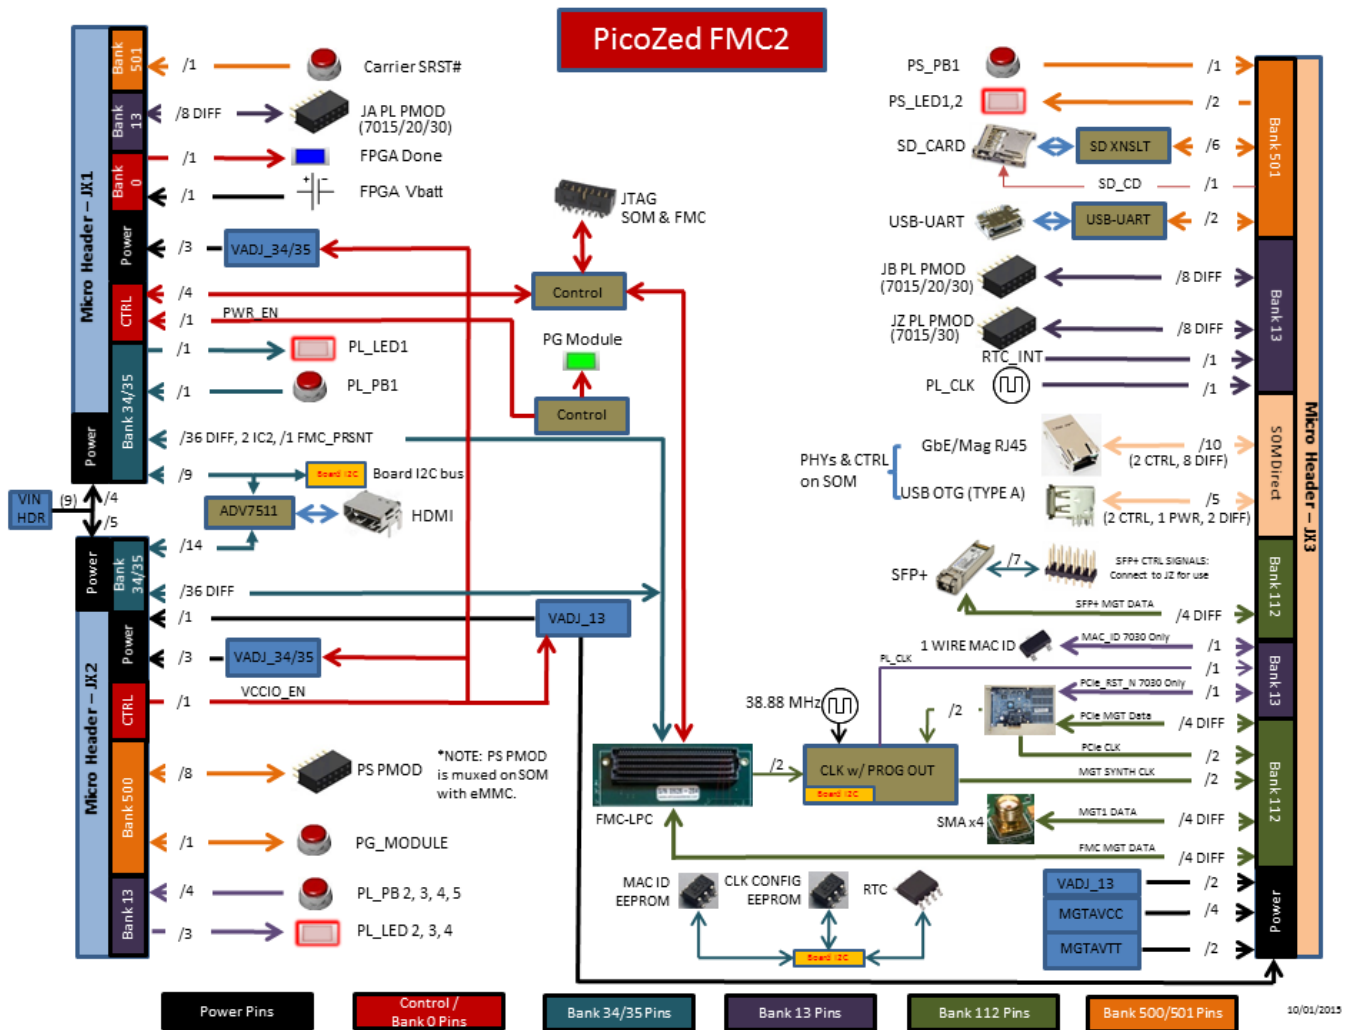 PicoZed FMC2
Micro Header – JX1
Bank 501
/1
Carrier SRST#
Bank 13
/8 DIFF
JA PL PMOD
(7015/20/30)
Bank 0
/1
FPGA Done
/1
+ -
FPGA Vbatt
Power
/3
VADJ_34/35
CTRL
/4
/1
PWR_EN
Bank 34/35
/1
PL_LED1
/1
PL_PB1
/36 DIFF, 2 IC2, /1 FMC_PRSNT
Power
/9
Board I2C
Board I2C bus
ADV7511
HDMI
VIN
HDR
(9)
/4
/5
JTAG
SOM & FMC
Control
PG Module
Control
Micro Header – JX2
Power
Bank
34/35
/14
/36 DIFF
Power
/1
VADJ_13
/3
VADJ_34/35
CTRL
/1
VCCIO_EN
Bank 500
/8
PS PMOD
*NOTE: PS PMOD
is muxed on SOM
with eMMC.
/1
PG_MODULE
Bank 13
/4
PL_PB 2, 3, 4, 5
/3
PL_LED 2, 3, 4
Micro Header – JX3
PS_PB1
/1
Bank 501
PS_LED1,2
/2
SD_CARD
SD XNSLT
/6
SD_CD
/1
USB-UART
USB-UART
/2
JB PL PMOD
(7015/20/30)
/8 DIFF
Bank 13
JZ PL PMOD
(7015/30)
/8 DIFF
RTC_INT
/1
PL_CLK
/1
SOMDirect
PHYs & CTRL
on SOM
GbE/Mag RJ45
/10
(2 CTRL, 8 DIFF)
USB OTG (TYPE A)
/5
(2 CTRL, 1 PWR, 2 DIFF)
SFP+
/7
SFP+ CTRL SIGNALS:
Connect to JZ for use
Bank 112
SFP+ MGT DATA
/4 DIFF
1 WIRE MAC ID
MAC_ID 7030 Only
/1
Bank 13
PL_CLK
/1
PCIe_RST_N 7030 Only
/1
38.88 MHz
/2
PCIe MGT Data
/4 DIFF
Bank 112
PCIe CLK
/2
FMC-LPC
/2
CLK w/ PROG OUT
Board I2C
MGT SYNTH CLK
/2
SMA x4
MGT1 DATA
/4 DIFF
FMC MGT DATA
/4 DIFF
MAC ID
EEPROM
CLK CONFIG
EEPROM
RTC
Board I2C
VADJ_13
/2
Power
MGTAVCC
/4
MGTAVTT
/2
Power Pins
Control /
Bank 0 Pins
Bank 34/35 Pins
Bank 13 Pins
Bank 112 Pins
Bank 500/501 Pins
10/01/2015